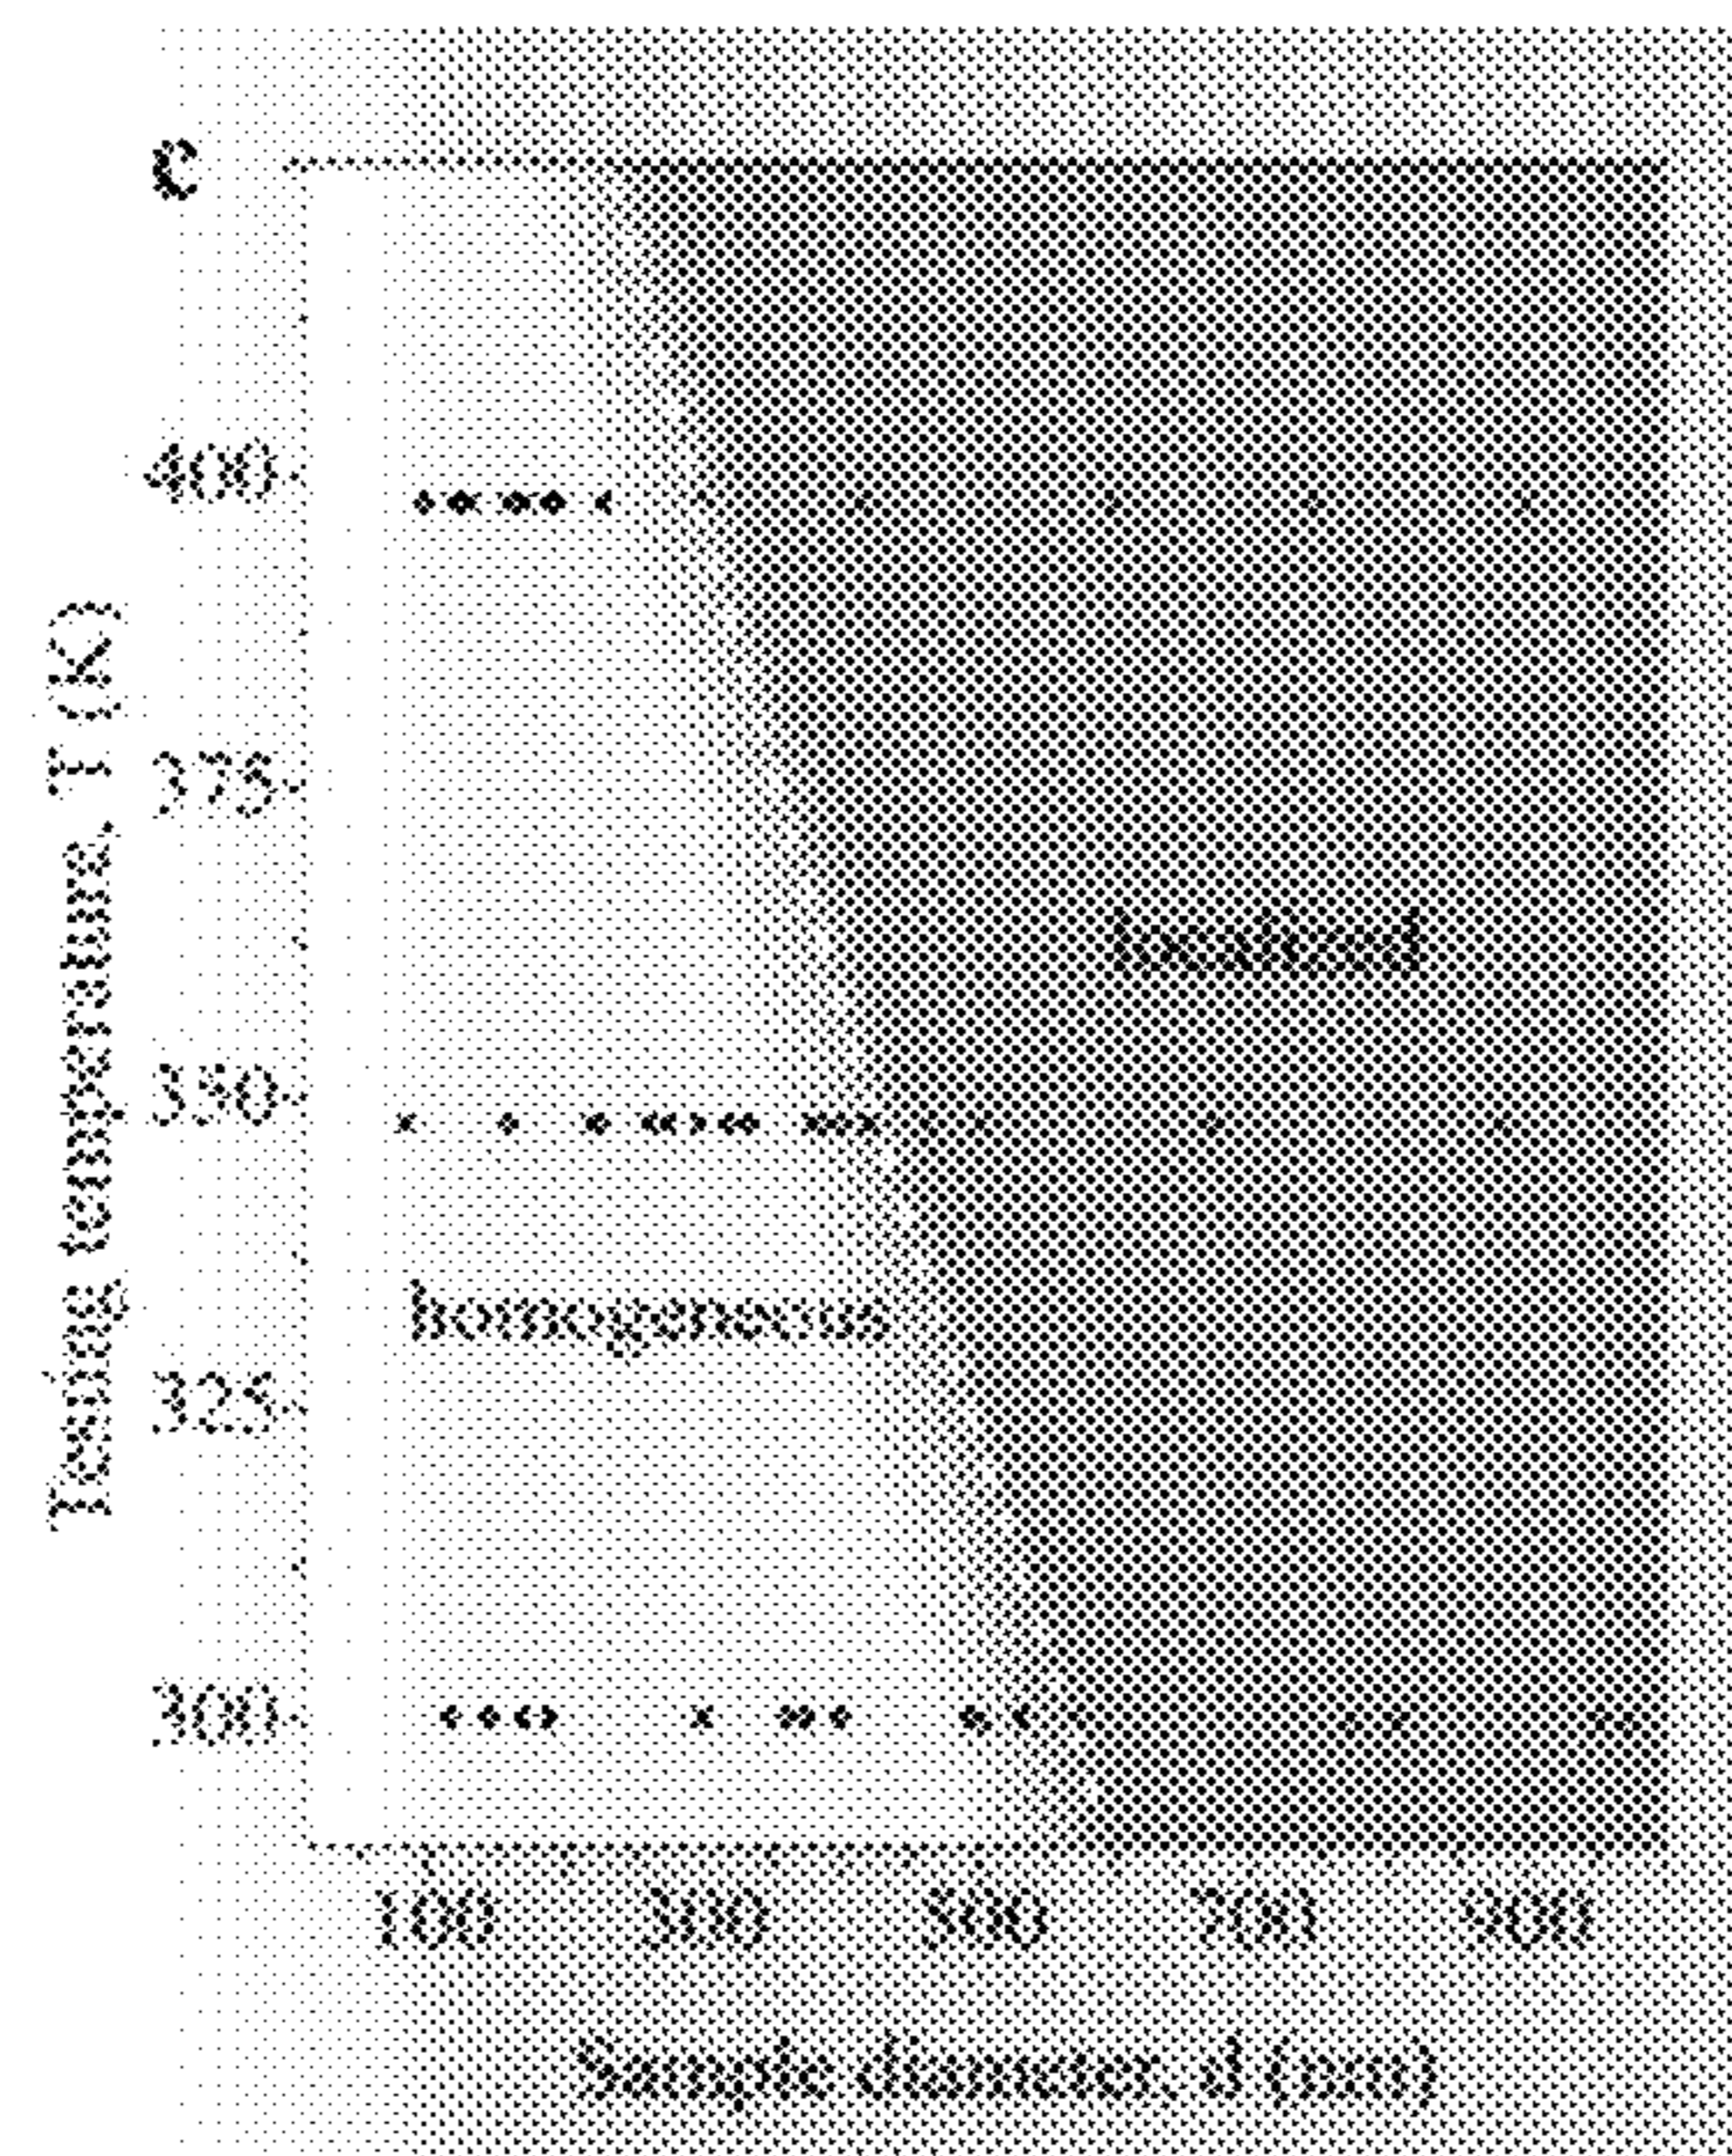 c
400
375
350
325
300
Testing temperature, T (K)
localized
homogeneous
100 300 500 700 900
Sample diameter, d (nm)